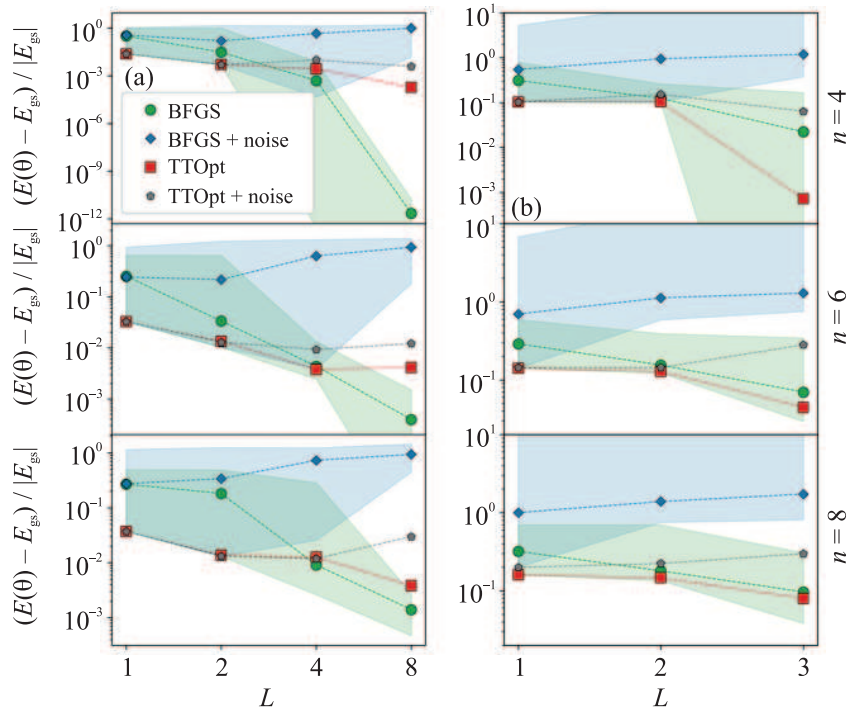 (E(θ) − E_gs) / |E_gs|
10^0
10^−3
10^−6
10^−9
10^−12
(a)
BFGS
BFGS + noise
TTOpt
TTOpt + noise
10^1
10^0
10^−1
10^−3
(b)
n = 4
(E(θ) − E_gs) / |E_gs|
10^0
10^−1
10^−2
10^−3
10^1
10^0
10^−1
n = 6
(E(θ) − E_gs) / |E_gs|
10^0
10^−1
10^−2
10^−3
10^1
10^0
10^−1
n = 8
1 2 4 8
L
1 2 3
L